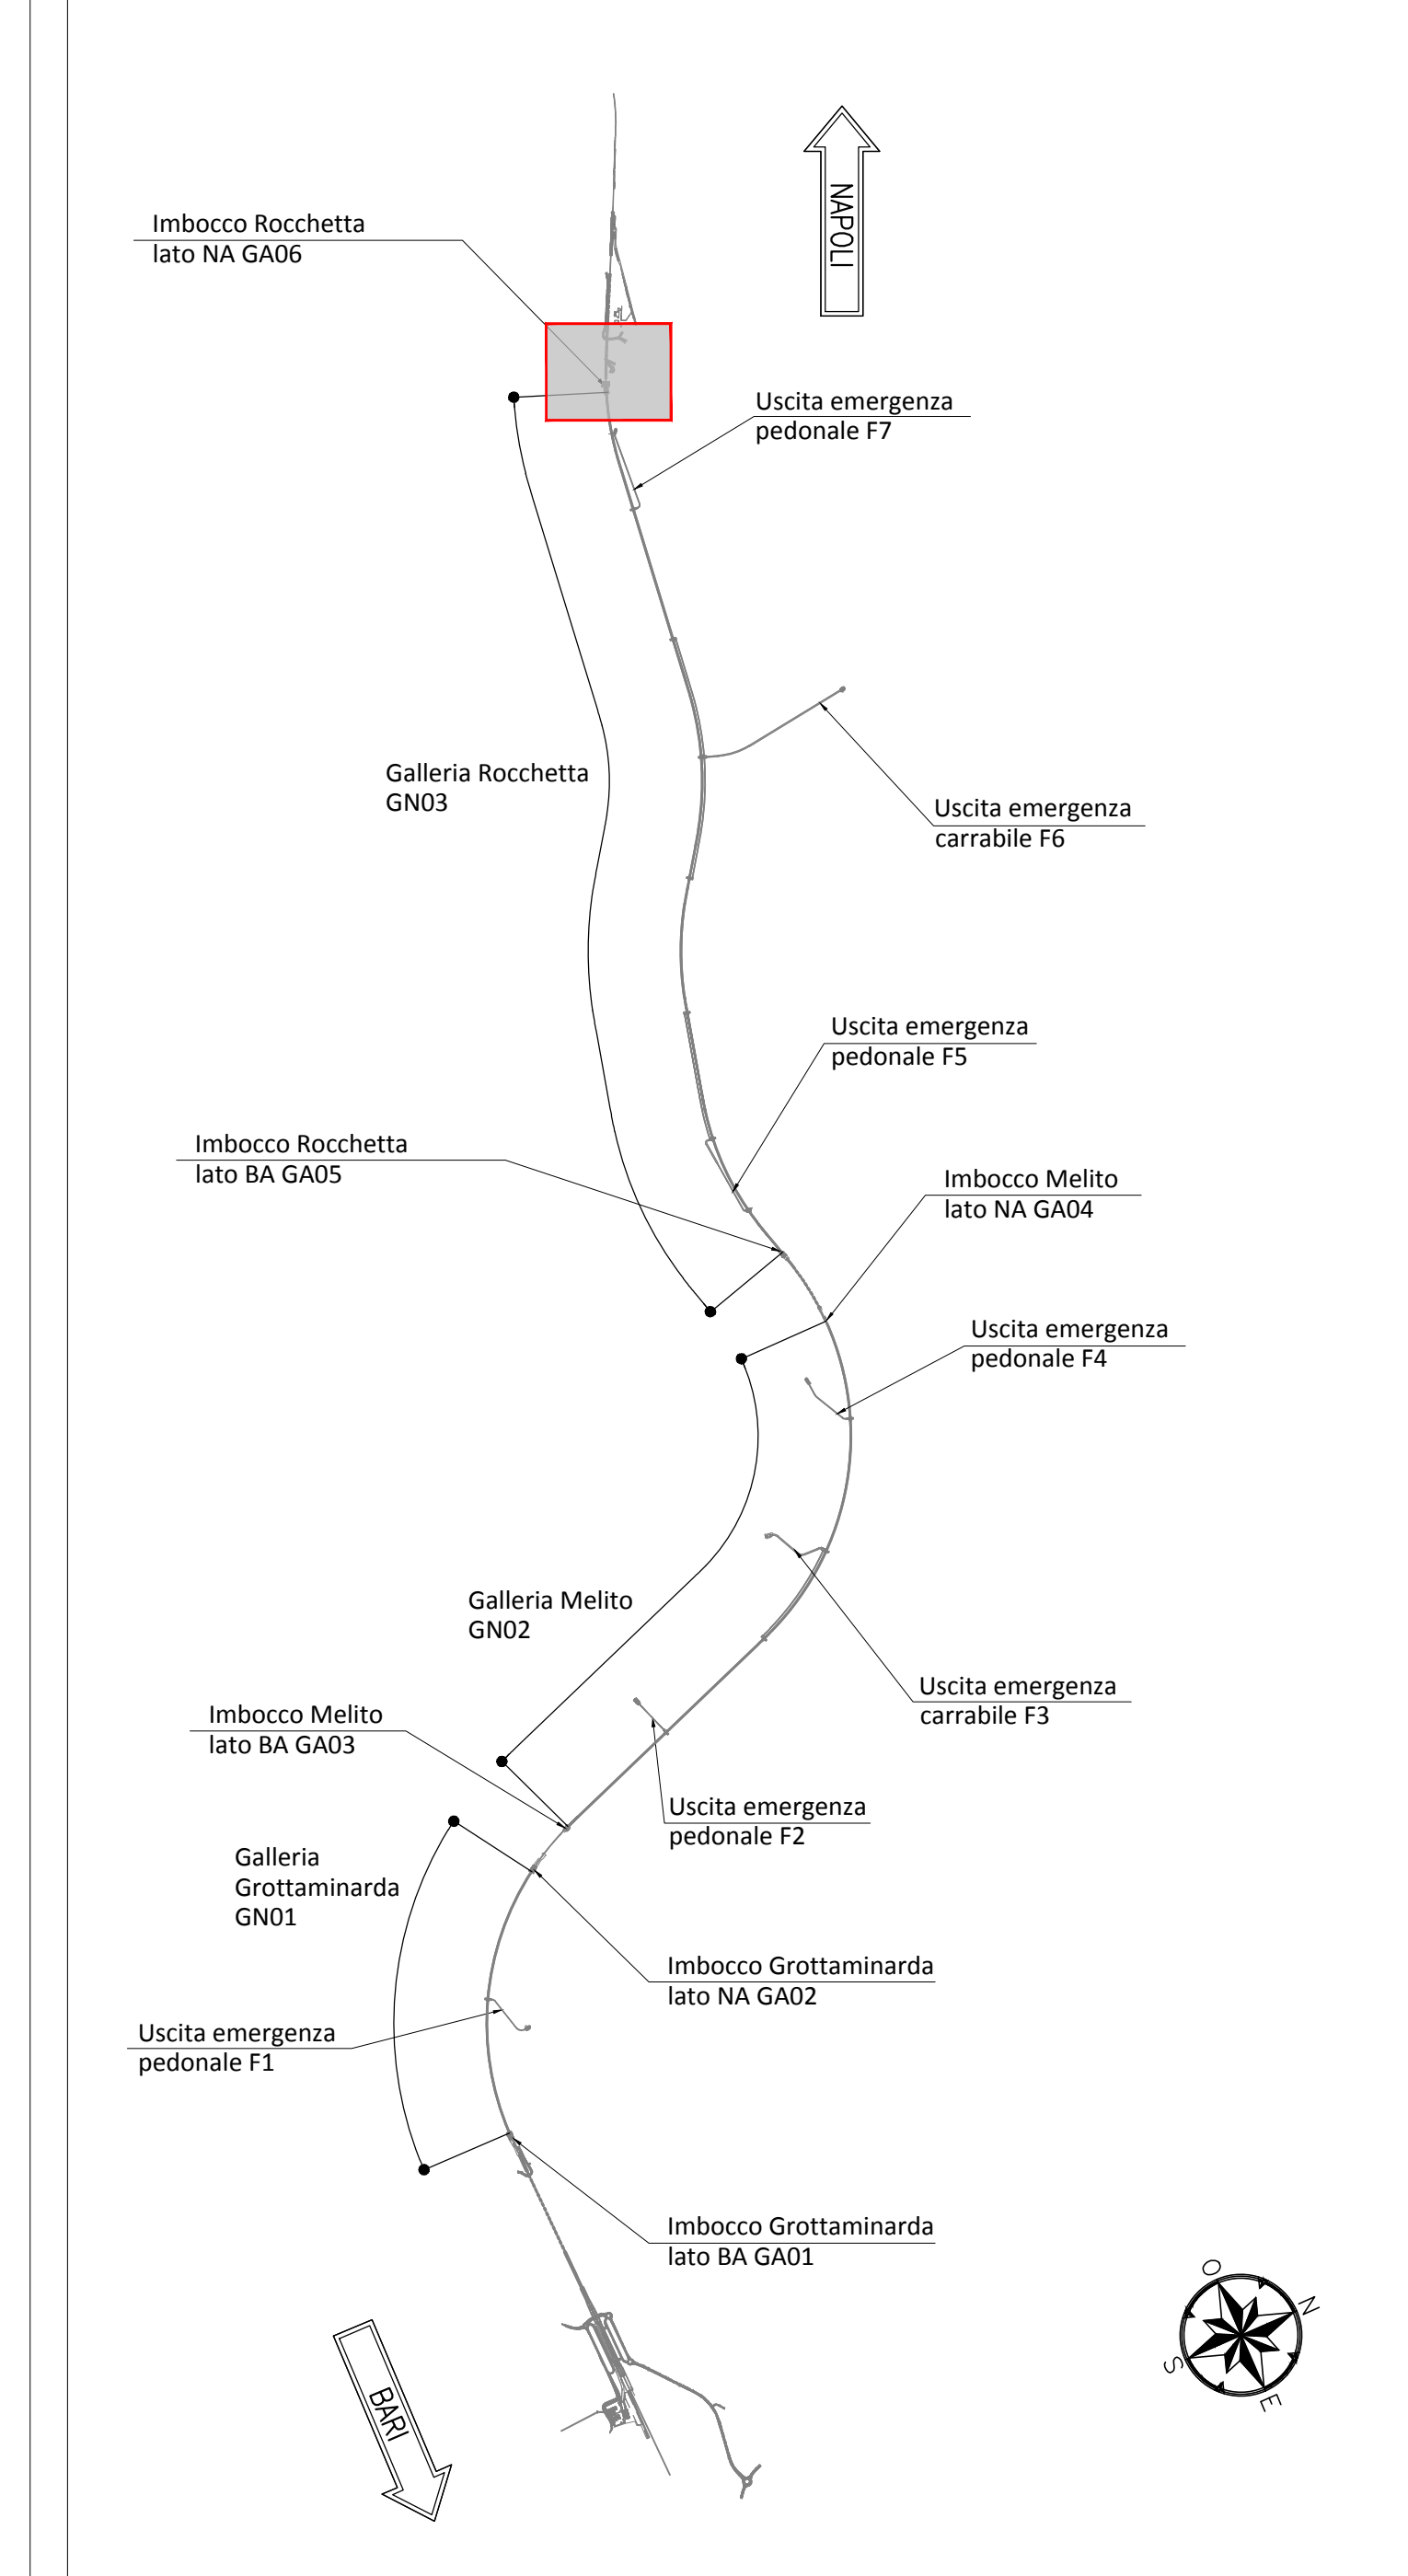 NAPOLI
Imbocco Rocchetta
lato NA GA06
Uscita emergenza
pedonale F7
Galleria Rocchetta
GN03
Uscita emergenza
carrabile F6
Uscita emergenza
pedonale F5
Imbocco Rocchetta
lato BA GA05
Imbocco Melito
lato NA GA04
Uscita emergenza
pedonale F4
Galleria Melito
GN02
Uscita emergenza
carrabile F3
Imbocco Melito
lato BA GA03
Uscita emergenza
pedonale F2
Galleria
Grottaminarda
GN01
Imbocco Grottaminarda
lato NA GA02
Uscita emergenza
pedonale F1
Imbocco Grottaminarda
lato BA GA01
O
N
S
E
BARI